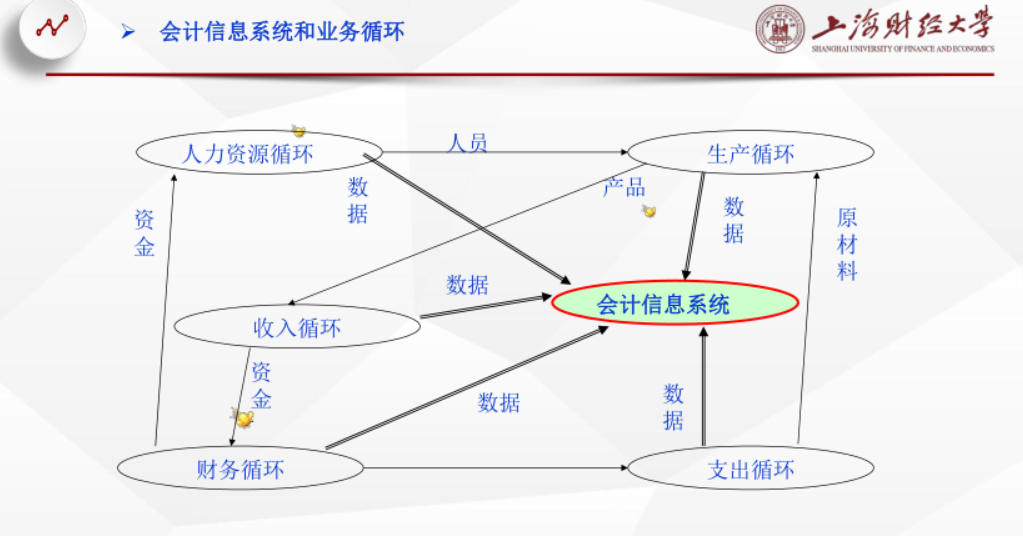 会计信息系统和业务循环
上海财经大学
SHANGHAI UNIVERSITY OF FINANCE AND ECONOMICS
人力资源循环
人员
生产循环
数据
产品
数据
资金
原材料
数据
会计信息系统
收入循环
资金
数据
数据
财务循环
支出循环